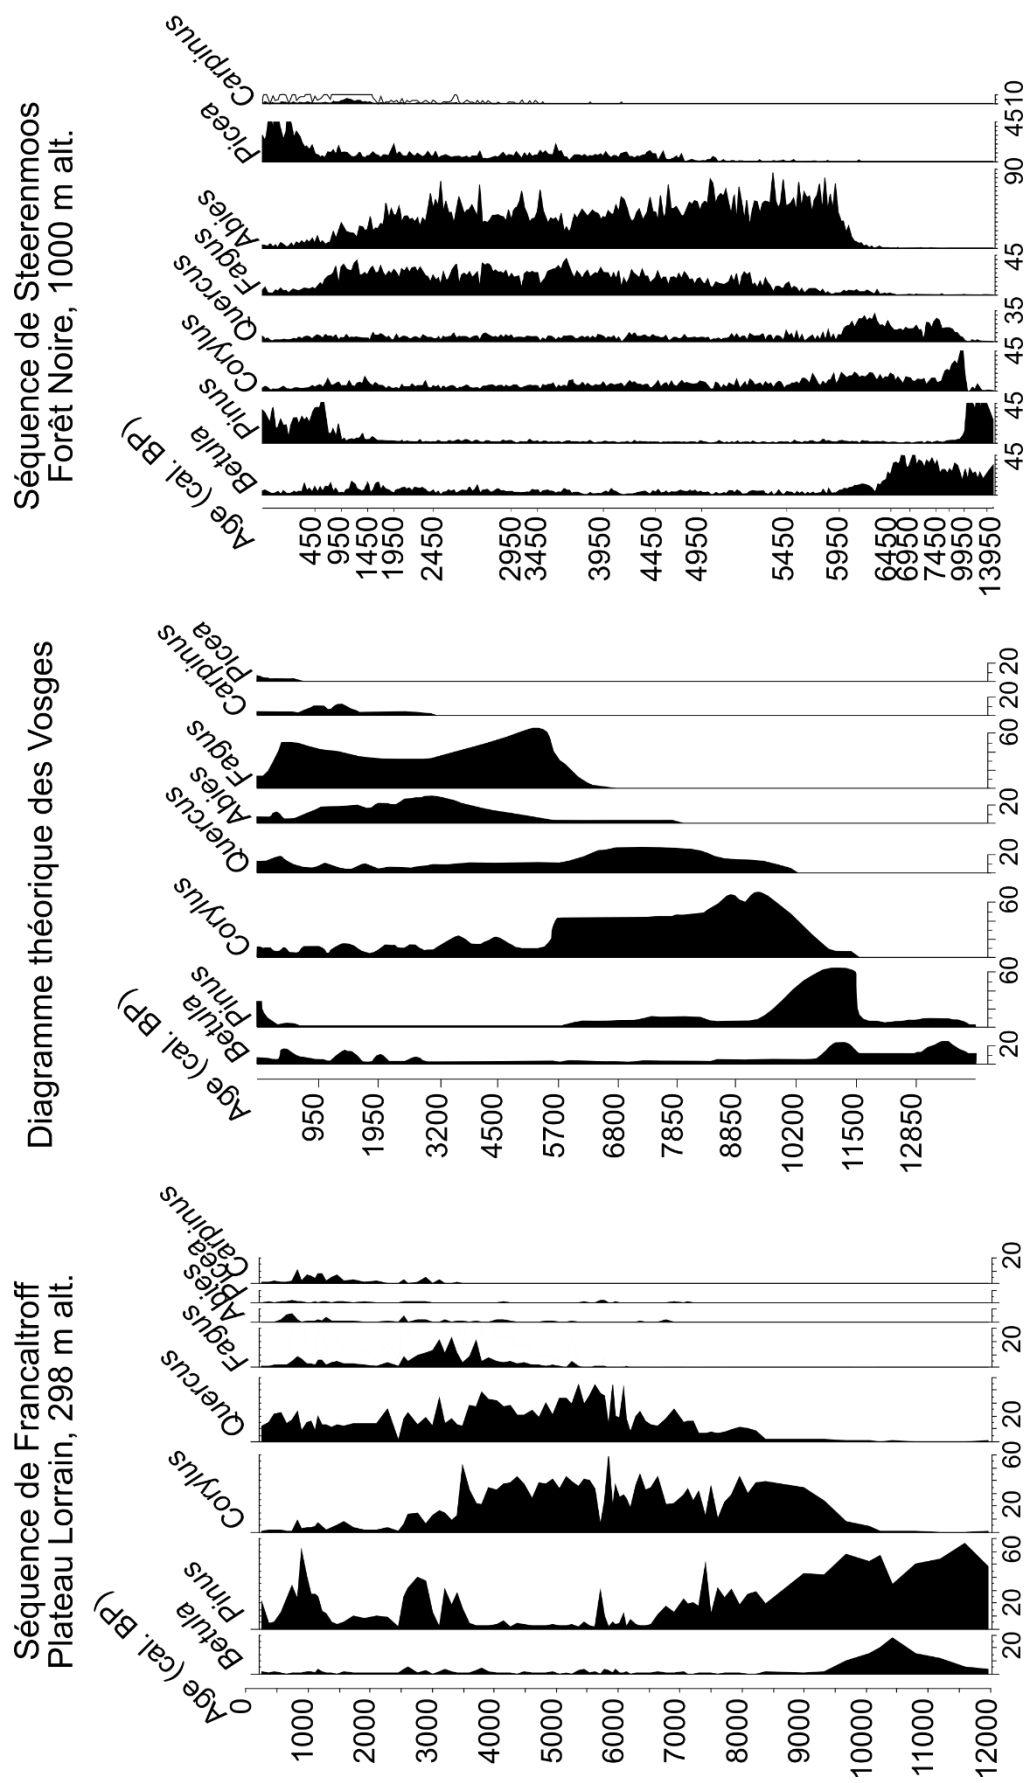 Séquence de Francaltroff
Plateau Lorrain, 298 m alt.
Age (cal. BP)
Betula
Pinus
Corylus
Quercus
Fagus
Abies
Picea
Carpinus
0
1000
2000
3000
4000
5000
6000
7000
8000
9000
10000
11000
12000
20
20 60
20 60
20
20
20
Diagramme théorique des Vosges
Age (cal. BP)
Betula
Pinus
Corylus
Quercus
Abies
Fagus
Carpinus
Picea
950
1950
3200
4500
5700
6800
7850
8850
10200
11500
12850
20
60
60
20
20
60
20
20
Séquence de Steerenmoos
Forêt Noire, 1000 m alt.
Age (cal. BP)
Betula
Pinus
Corylus
Quercus
Fagus
Abies
Picea
Carpinus
450
950
1450
1950
2450
2950
3450
3950
4450
4950
5450
5950
6450
6950
7450
9950
13950
45
45
45
35
45
90
45
5 10